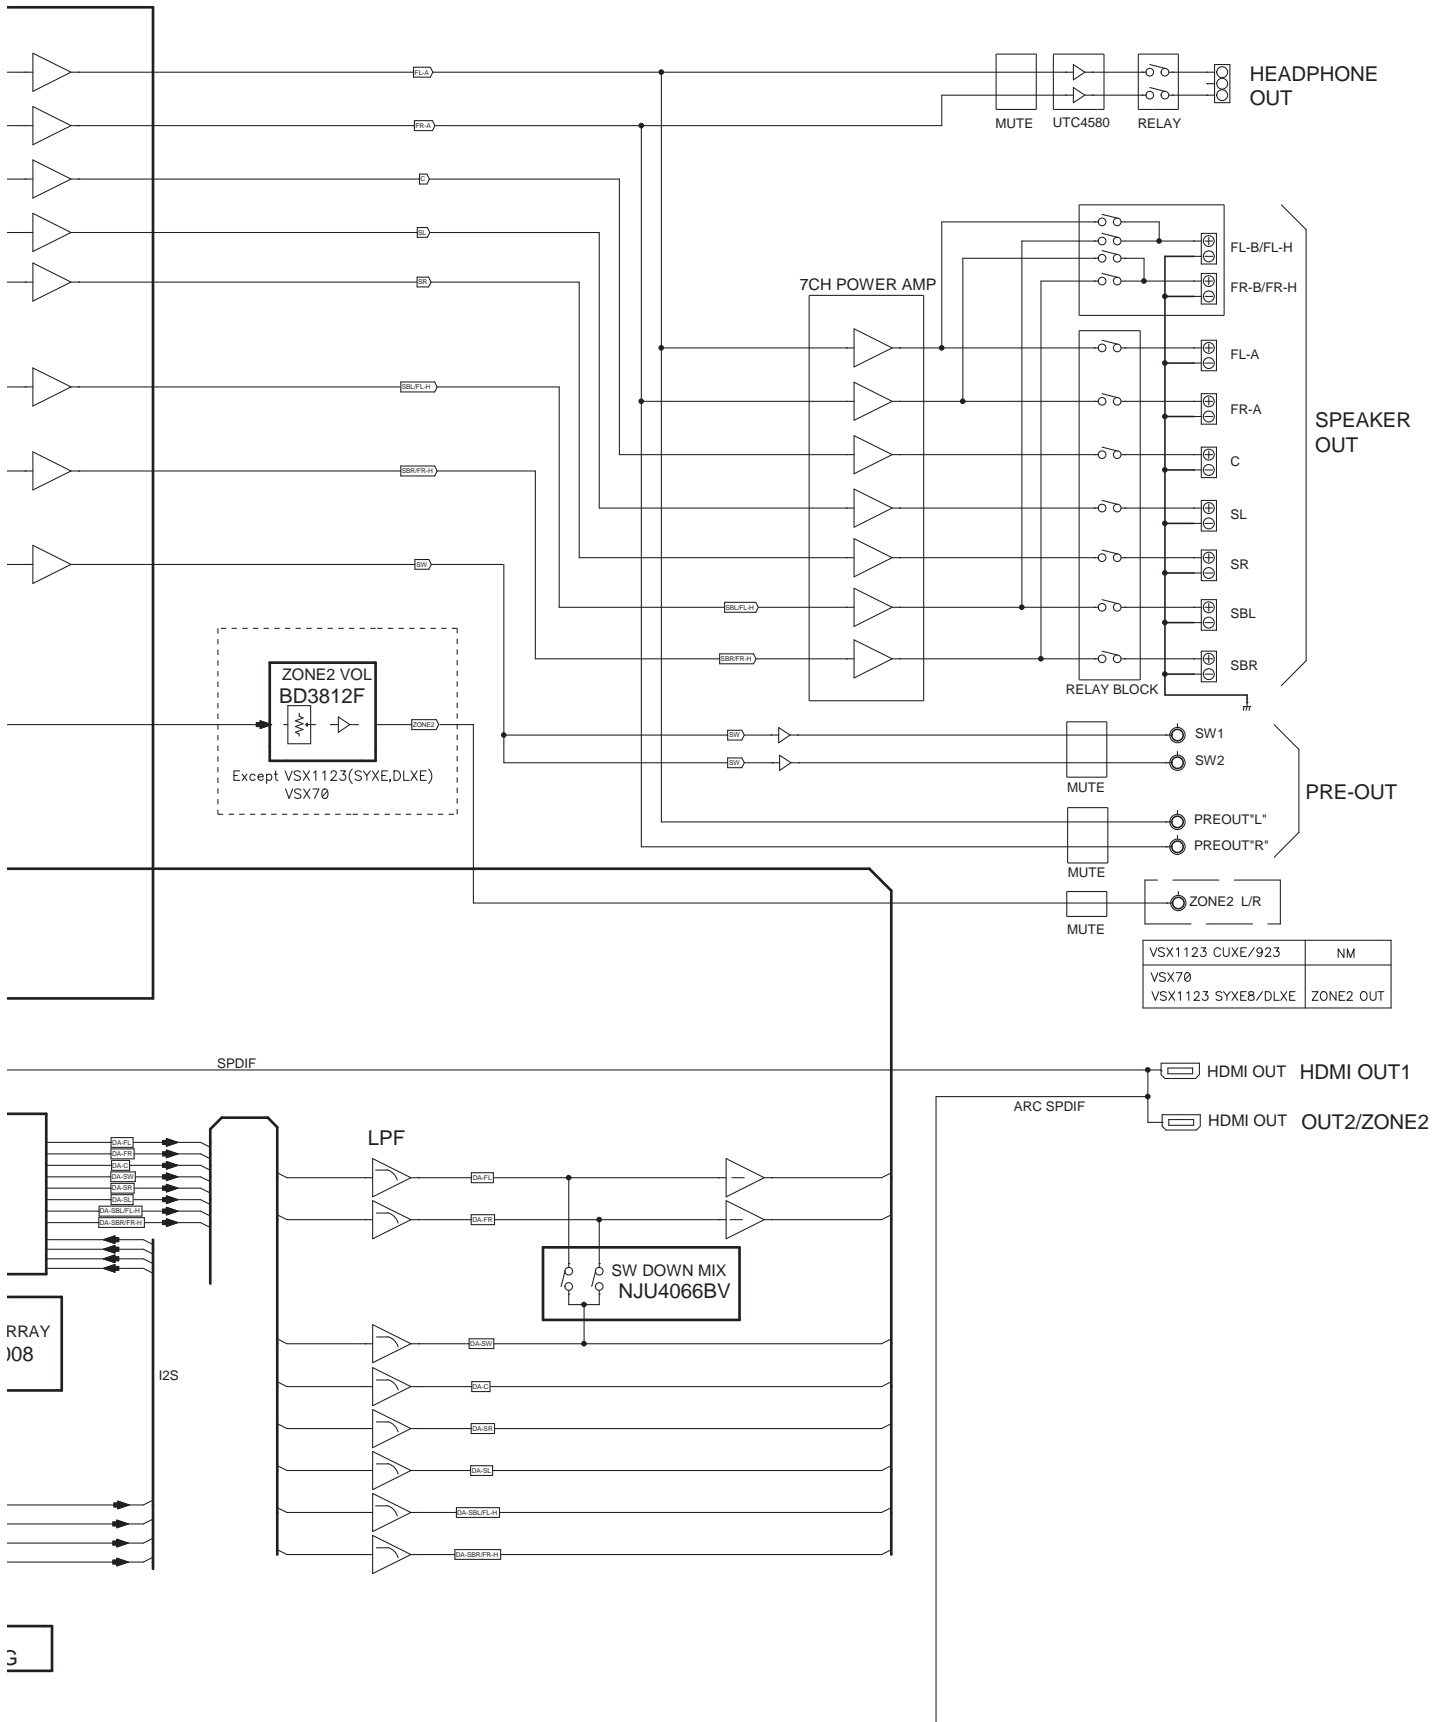 FL-A
HEADPHONE
OUT
MUTE
UTC4580
RELAY
FR-A
C
SL
SR
7CH POWER AMP
FL-B/FL-H
FR-B/FR-H
FL-A
FR-A
C
SL
SR
SBL
SBR
SPEAKER
OUT
SBL/FL-H
SBR/FR-H
SW
SBL/FL-H
SBR/FR-H
RELAY BLOCK
ZONE2 VOL
BD3812F
ZONE2
Except VSX1123(SYXE,DLXE)
VSX70
SW
SW
SW1
SW2
MUTE
PRE-OUT
PREOUT"L"
PREOUT"R"
MUTE
ZONE2 L/R
MUTE
VSX1123 CUXE/923 NM
VSX70
VSX1123 SYXE8/DLXE ZONE2 OUT
SPDIF
HDMI OUT HDMI OUT1
ARC SPDIF
HDMI OUT OUT2/ZONE2
DA-FL
DA-FR
DA-C
DA-SW
DA-SR
DA-SL
DA-SBL/FL-H
DA-SBR/FR-H
LPF
DA-FL
DA-FR
SW DOWN MIX
NJU4066BV
RRAY
008
I2S
DA-SW
DA-C
DA-SR
DA-SL
DA-SBL/FL-H
DA-SBR/FR-H
G